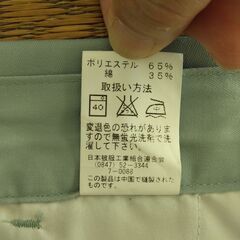 ポリエステル 65%
綿 35%
取扱い方法
40
変退色の恐れがありま
すので無蛍光洗剤で洗
濯して下さい。
日本被服工業組合連合会
(0847) 52-3344
7-0088
この製品は中国で縫製されたも
のです。